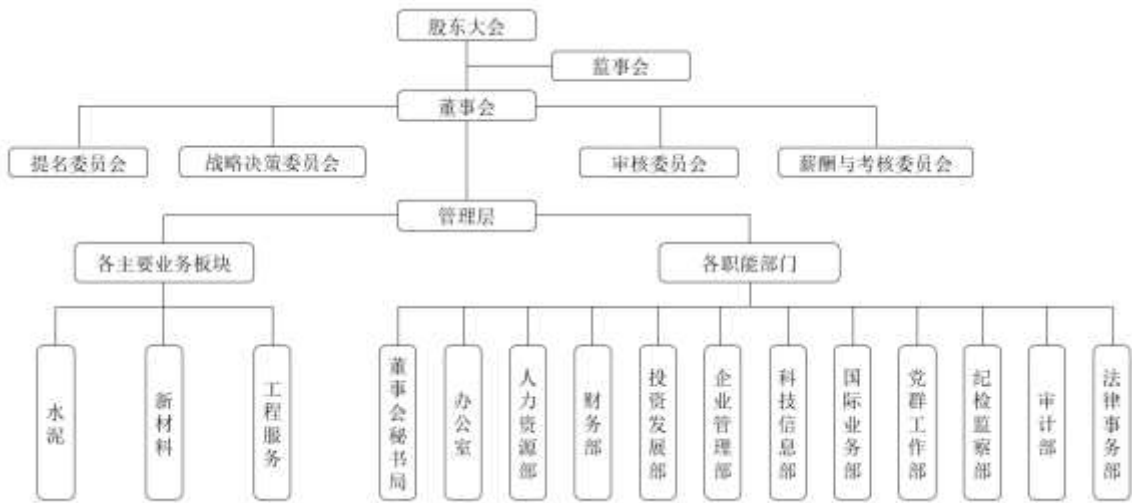 股东大会
监事会
董事会
提名委员会
战略决策委员会
审核委员会
薪酬与考核委员会
管理层
各主要业务板块
各职能部门
水泥
新材料
工程服务
董事会秘书局
办公室
人力资源部
财务部
投资发展部
企业管理部
科技信息部
国际业务部
党群工作部
纪检监察部
审计部
法律事务部